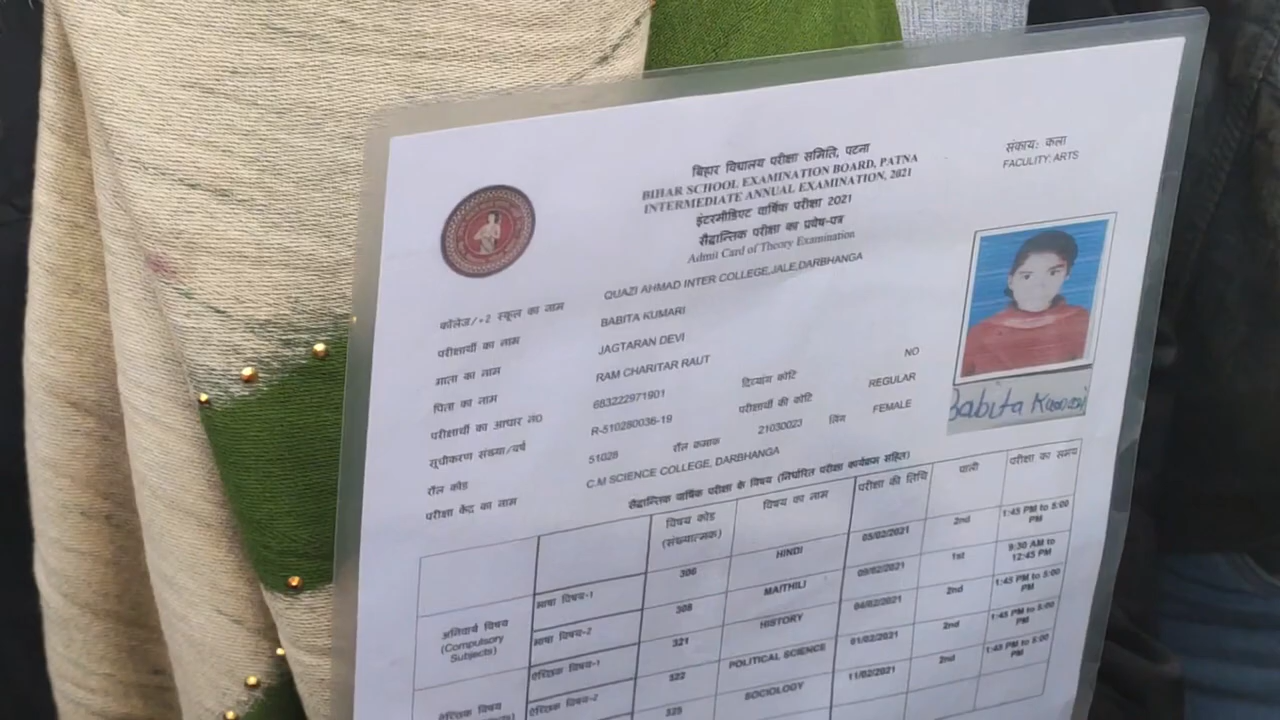 बिहार विद्यालय परीक्षा समिति, पटना
BIHAR SCHOOL EXAMINATION BOARD, PATNA
INTERMEDIATE ANNUAL EXAMINATION, 2021
इंटरमीडिएट वार्षिक परीक्षा 2021
सैद्धान्तिक परीक्षा का प्रवेश-पत्र
Admit Card of Theory Examination
संकाय: कला
FACULITY: ARTS
कॉलेज/+2 स्कूल का नाम QUAZI AHMAD INTER COLLEGE,JALE,DARBHANGA
परीक्षार्थी का नाम BABITA KUMARI
माता का नाम JAGTARAN DEVI
पिता का नाम RAM CHARITAR RAUT
परीक्षार्थी का आधार नo 683222971901 दिव्यांग कोटि NO
सूचीकरण संख्या/वर्ष R-510280036-19 परीक्षार्थी की कोटि REGULAR
रॉल कोड 51028 रॉल क्रमांक 21030023 लिंग FEMALE
परीक्षा केंद्र का नाम C.M SCIENCE COLLEGE, DARBHANGA
Babita Kumari
सैद्धान्तिक वार्षिक परीक्षा के विषय (निर्धारित परीक्षा कार्यक्रम सहित)
विषय कोड (संख्यात्मक) विषय का नाम परीक्षा की तिथि पाली परीक्षा का समय
अनिवार्य विषय (Compulsory Subjects)
भाषा विषय-1 306 HINDI 05/02/2021 2nd 1:45 PM to 5:00 PM
भाषा विषय-2 308 MAITHILI 09/02/2021 1st 9:30 AM to 12:45 PM
ऐच्छिक विषय
ऐच्छिक विषय-1 321 HISTORY 04/02/2021 2nd 1:45 PM to 5:00 PM
ऐच्छिक विषय-2 322 POLITICAL SCIENCE 01/02/2021 2nd 1:45 PM to 5:00 PM
325 SOCIOLOGY 11/02/2021 2nd 1:45 PM to 5:00 PM